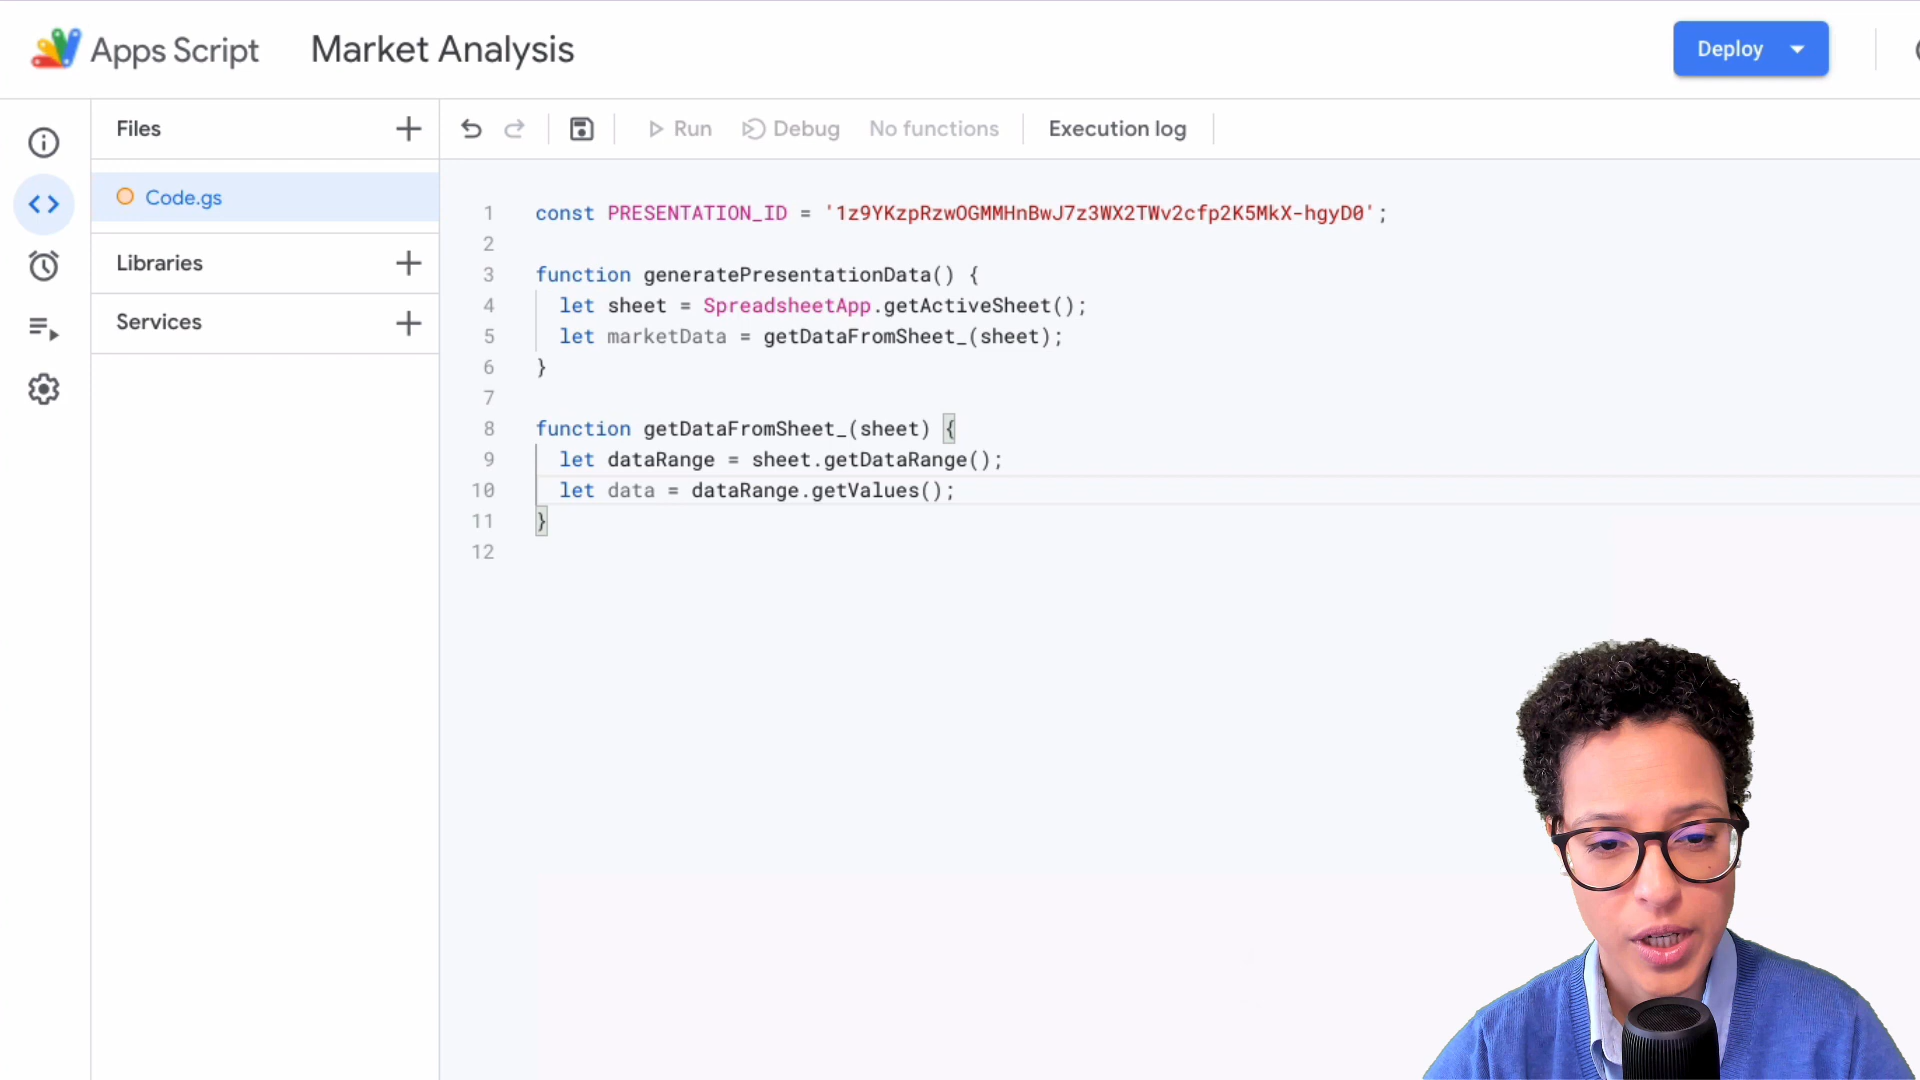 Apps Script
Market Analysis
Deploy
Files
Run
Debug
No functions
Execution log
Code.gs
Libraries
Services
1 const PRESENTATION_ID = '1z9YKzpRzwOGMMHnBwJ7z3WX2TWv2cfp2K5MkX-hgyD0';
2
3 function generatePresentationData() {
4 let sheet = SpreadsheetApp.getActiveSheet();
5 let marketData = getDataFromSheet_(sheet);
6 }
7
8 function getDataFromSheet_(sheet) {
9 let dataRange = sheet.getDataRange();
10 let data = dataRange.getValues();
11 }
12